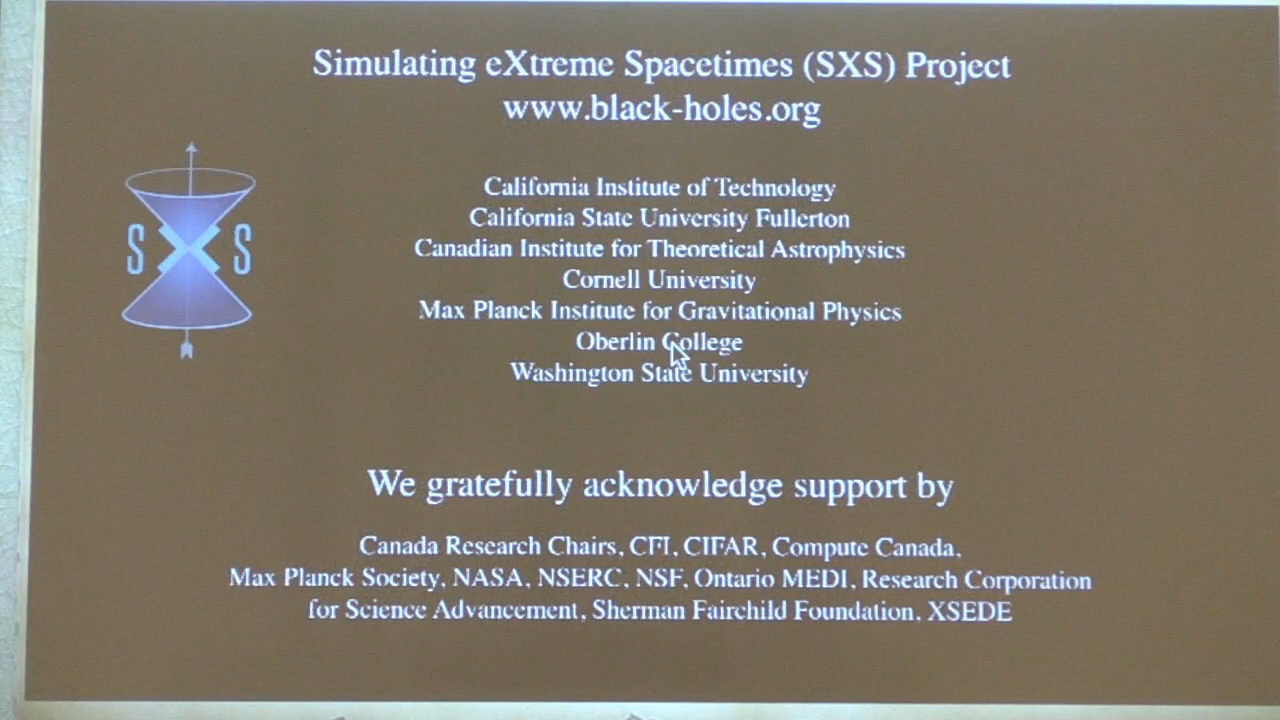 Simulating eXtreme Spacetimes (SXS) Project
www.black-holes.org
S X S
California Institute of Technology
California State University Fullerton
Canadian Institute for Theoretical Astrophysics
Cornell University
Max Planck Institute for Gravitational Physics
Oberlin College
Washington State University
We gratefully acknowledge support by
Canada Research Chairs, CFI, CIFAR, Compute Canada,
Max Planck Society, NASA, NSERC, NSF, Ontario MEDI, Research Corporation
for Science Advancement, Sherman Fairchild Foundation, XSEDE